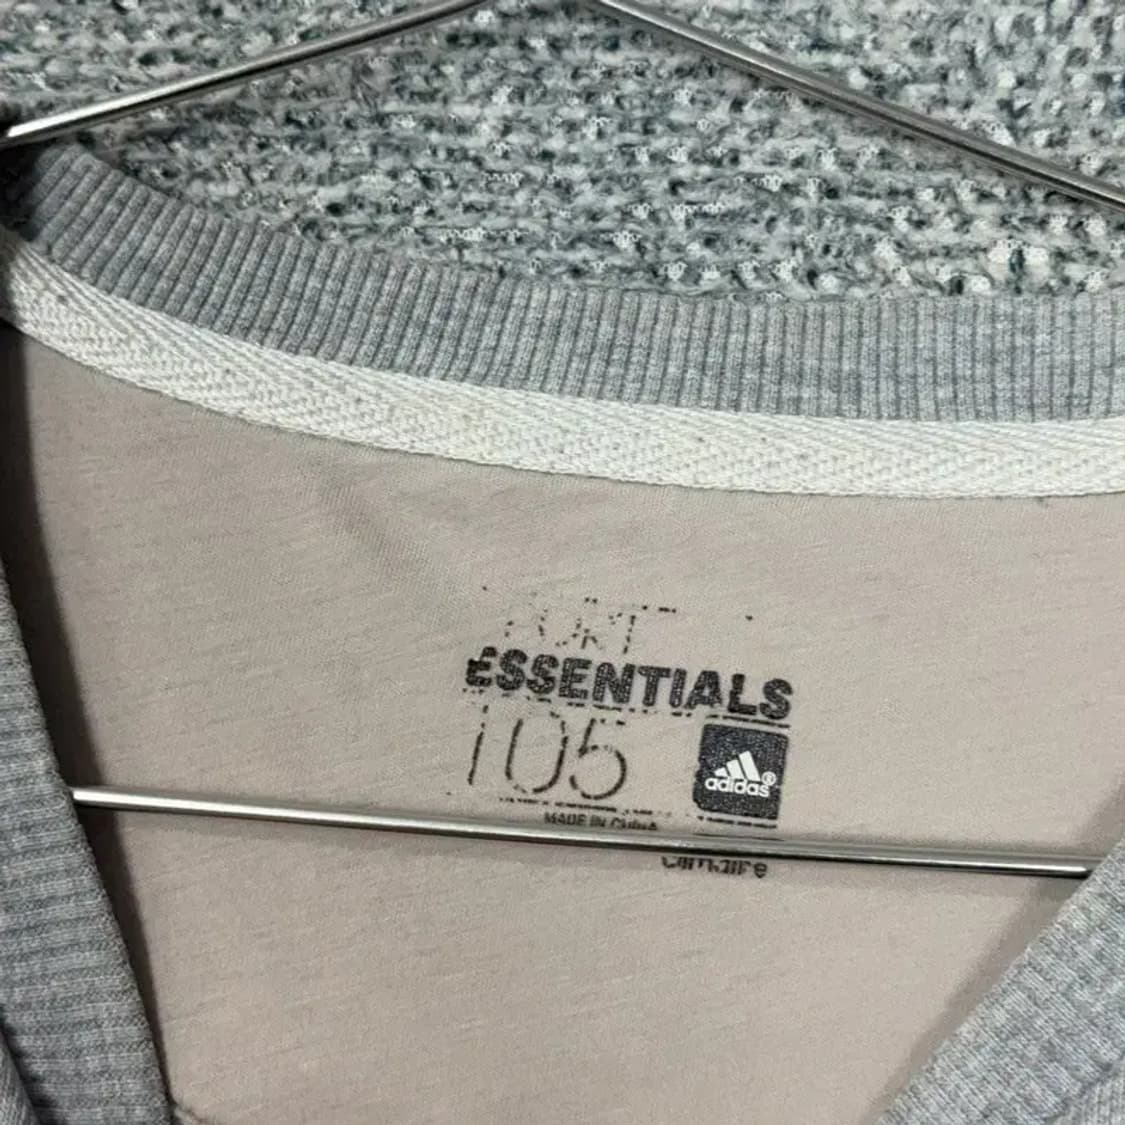 ESSENTIALS
105
adidas®
MADE IN CHINA